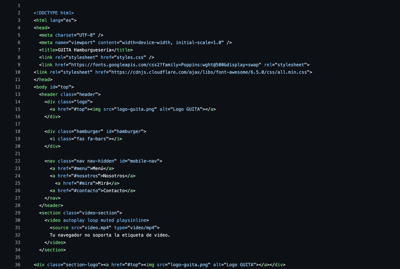 1
2 <!DOCTYPE html>
3 <html lang="es">
4 <head>
5 <meta charset="UTF-8" />
6 <meta name="viewport" content="width=device-width, initial-scale=1.0" />
7 <title>GUITA Hamburguesería</title>
8 <link rel="stylesheet" href="styles.css" />
9 <link href="https://fonts.googleapis.com/css2?family=Poppins:wght@500&display=swap" rel="stylesheet">
10 <link rel="stylesheet" href="https://cdnjs.cloudflare.com/ajax/libs/font-awesome/6.5.0/css/all.min.css">
11 </head>
12 <body id="top">
13 <header class="header">
14 <div class="logo">
15 <a href="#top"><img src="logo-guita.png" alt="Logo GUITA"></a>
16 </div>
17
18 <div class="hamburger" id="hamburger">
19 <i class="fas fa-bars"></i>
20 </div>
21
22 <nav class="nav nav-hidden" id="mobile-nav">
23 <a href="#menu">Menú</a>
24 <a href="#nosotros">Nosotros</a>
25 <a href="#mira">Mirá</a>
26 <a href="#contacto">Contacto</a>
27 </nav>
28 </header>
29 <section class="video-section">
30 <video autoplay loop muted playsinline>
31 <source src="video.mp4" type="video/mp4">
32 Tu navegador no soporta la etiqueta de video.
33 </video>
34 </section>
35
36 <div class="section-logo"><a href="#top"><img src="logo-guita.png" alt="Logo GUITA"></a></div>